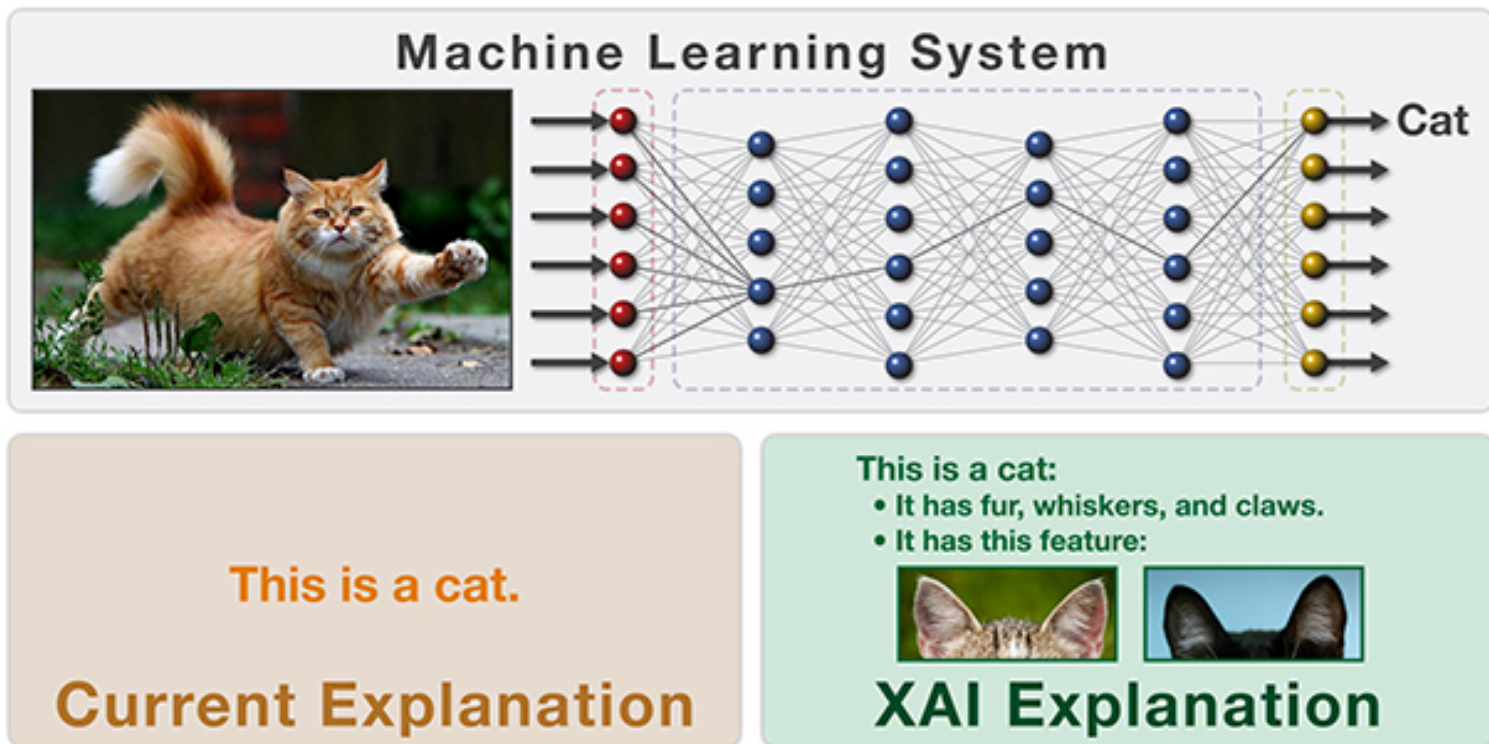 Machine Learning System
Cat
This is a cat.
Current Explanation
This is a cat:
• It has fur, whiskers, and claws.
• It has this feature:
XAI Explanation